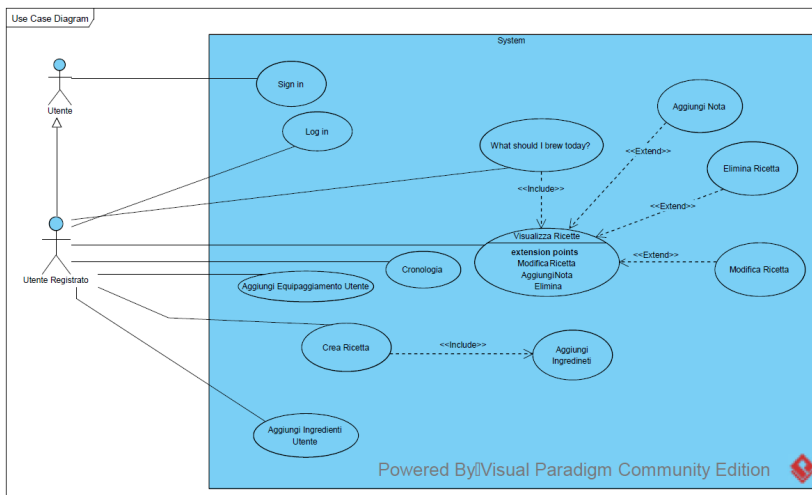 Use Case Diagram
System
Utente
Sign in
Log in
What should I brew today?
Aggiungi Nota
<<Extend>>
Elimina Ricetta
<<Include>>
<<Extend>>
Utente Registrato
Visualizza Ricette
extension points
ModificaRicetta
AggiungiNota
Elimina
<<Extend>>
Modifica Ricetta
Cronologia
Aggiungi Equipaggiamento Utente
Crea Ricetta
<<Include>>
Aggiungi
Ingredineti
Aggiungi Ingredienti
Utente
Powered By Visual Paradigm Community Edition